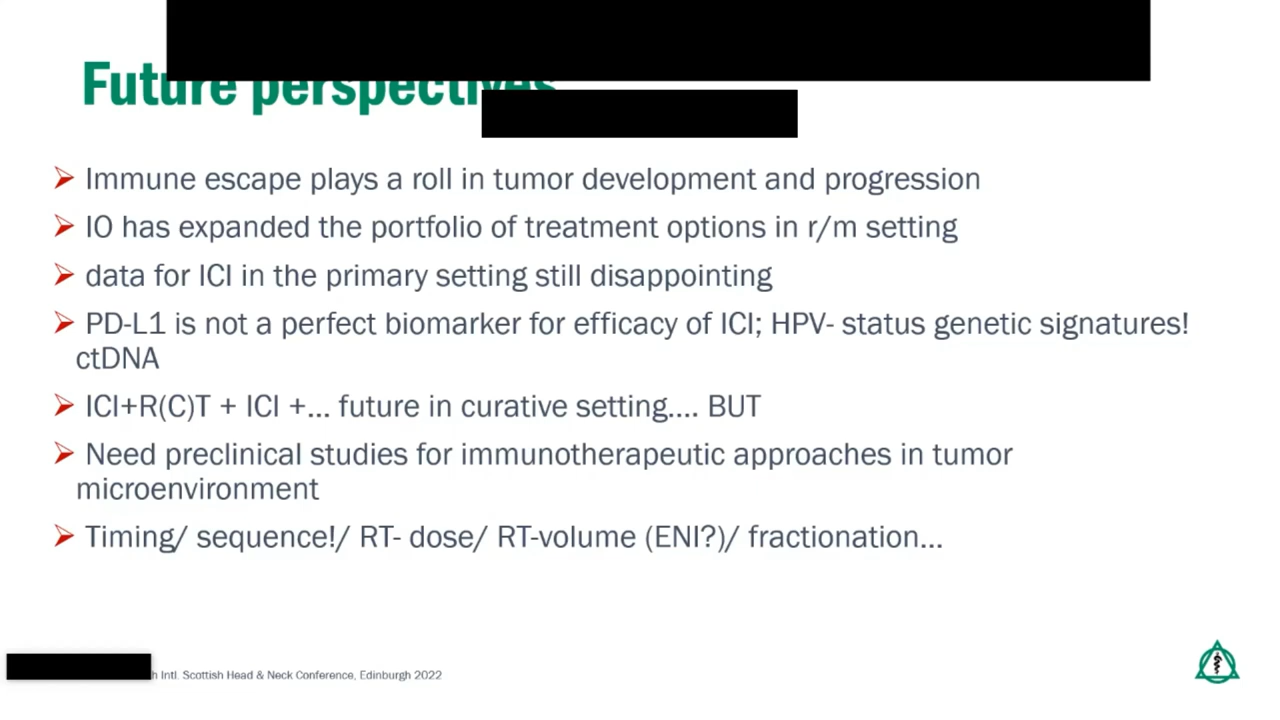 Future perspectives
➢ Immune escape plays a roll in tumor development and progression
➢ IO has expanded the portfolio of treatment options in r/m setting
➢ data for ICI in the primary setting still disappointing
➢ PD-L1 is not a perfect biomarker for efficacy of ICI; HPV- status genetic signatures!
ctDNA
➢ ICI+R(C)T + ICI +... future in curative setting.... BUT
➢ Need preclinical studies for immunotherapeutic approaches in tumor
microenvironment
➢ Timing/ sequence!/ RT- dose/ RT-volume (ENI?)/ fractionation...
h Intl. Scottish Head & Neck Conference, Edinburgh 2022